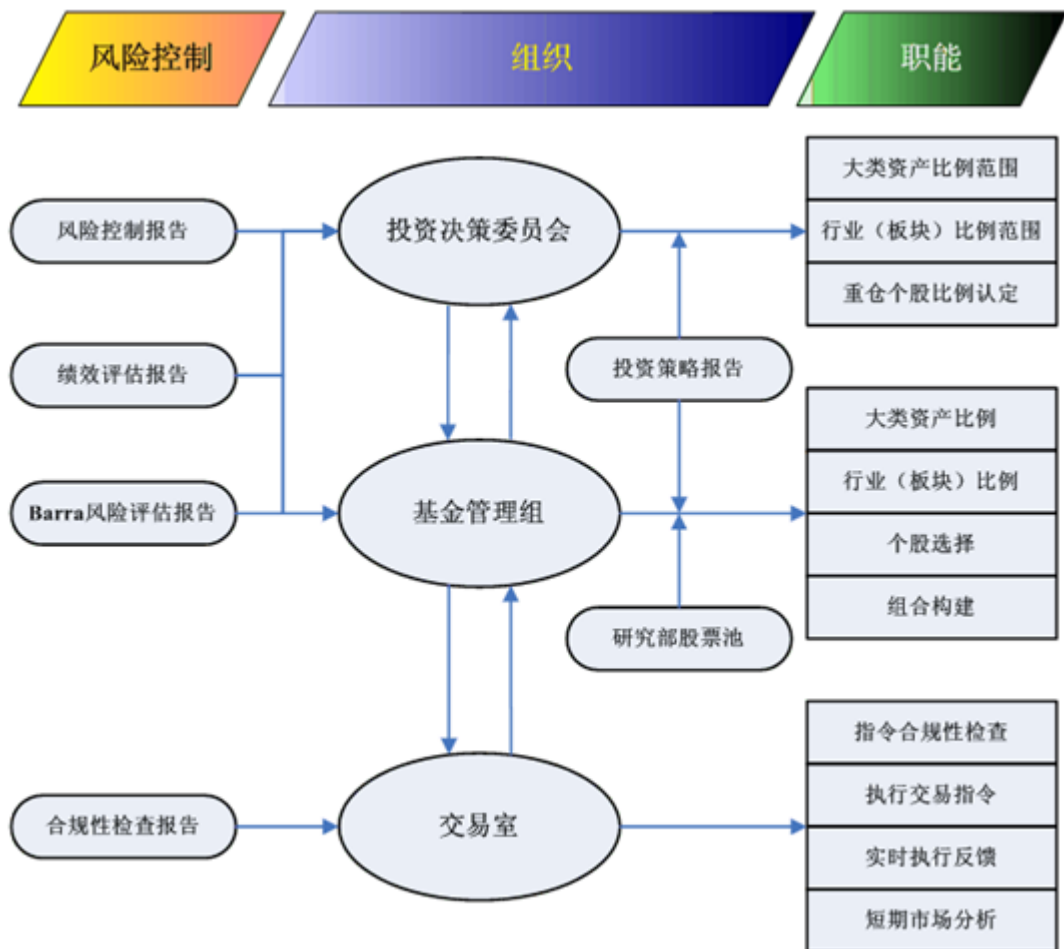 风险控制
组织
职能
大类资产比例范围
风险控制报告
投资决策委员会
行业（板块）比例范围
重仓个股比例认定
绩效评估报告
投资策略报告
大类资产比例
行业（板块）比例
Barra风险评估报告
基金管理组
个股选择
组合构建
研究部股票池
指令合规性检查
执行交易指令
合规性检查报告
交易室
实时执行反馈
短期市场分析